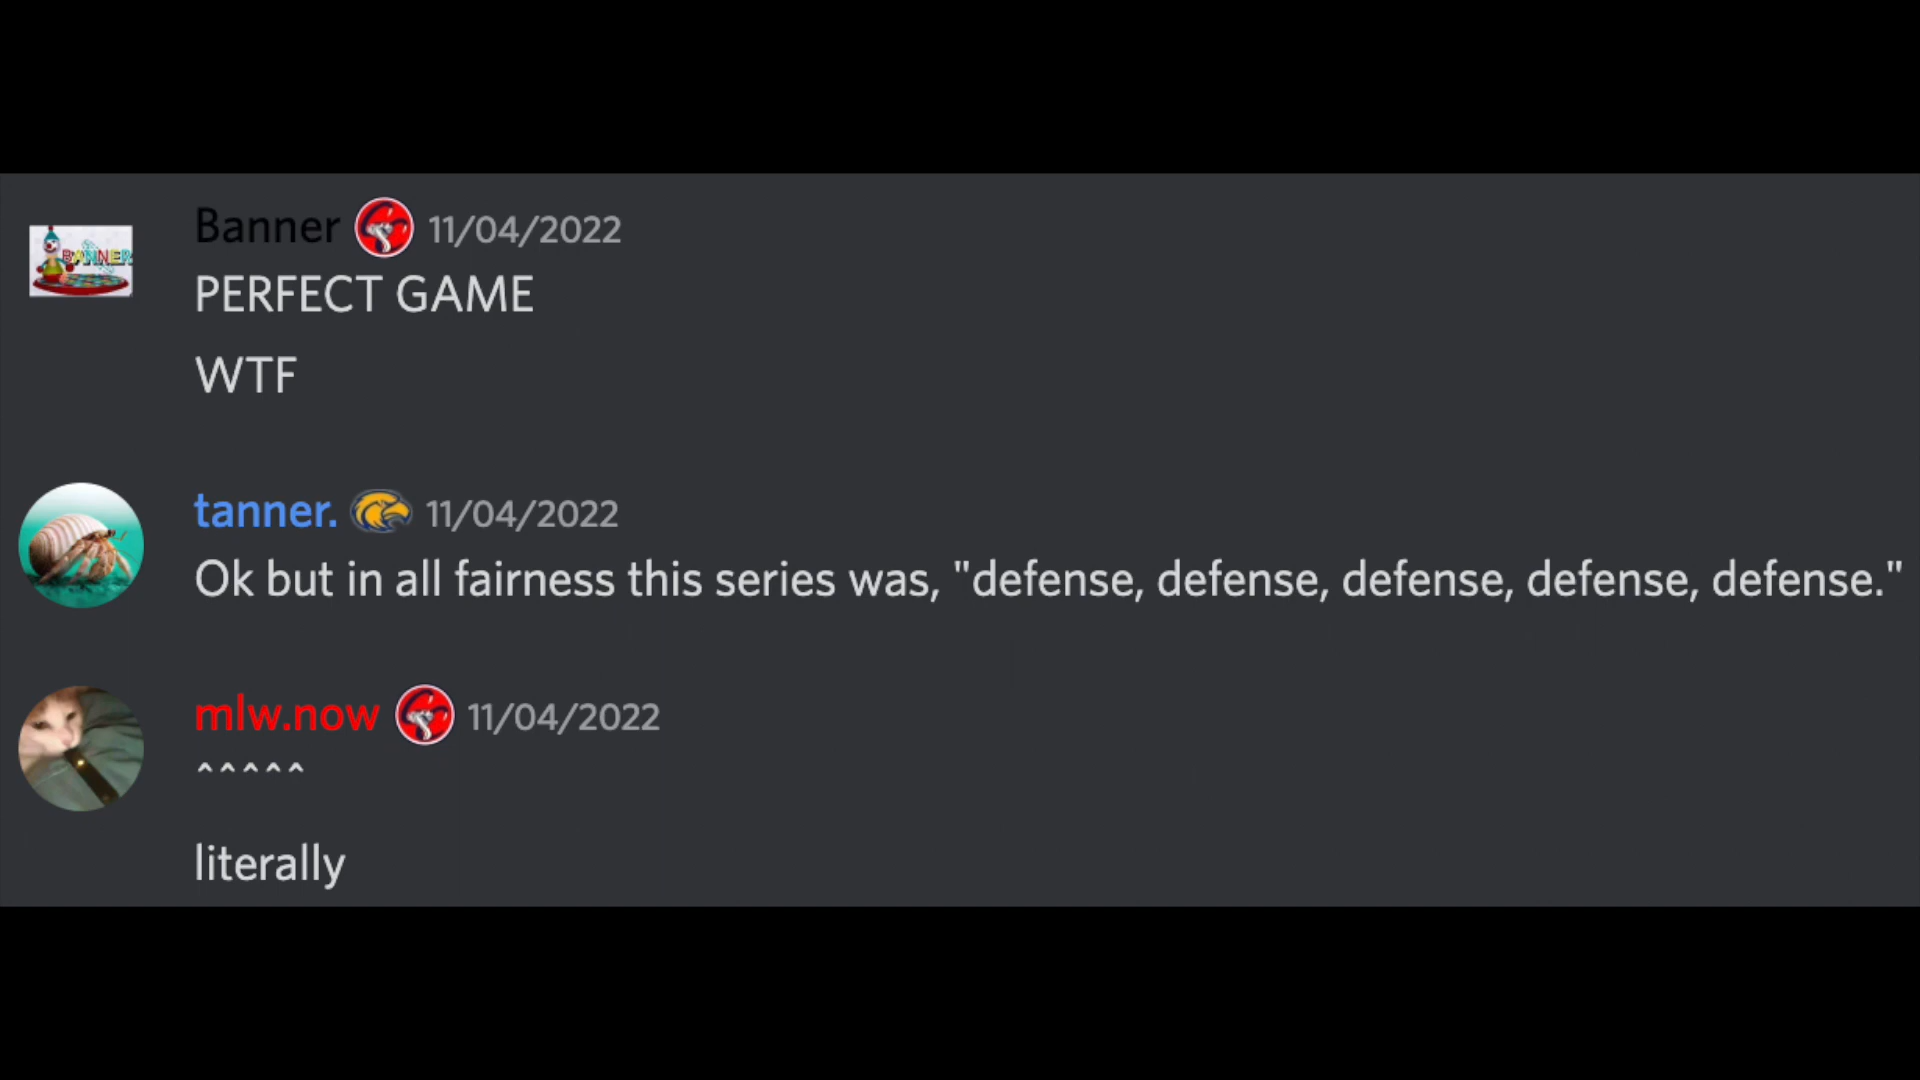 BANNER
Banner 11/04/2022
PERFECT GAME
WTF
tanner. 11/04/2022
Ok but in all fairness this series was, "defense, defense, defense, defense, defense."
mlw.now 11/04/2022
^^^^^
literally